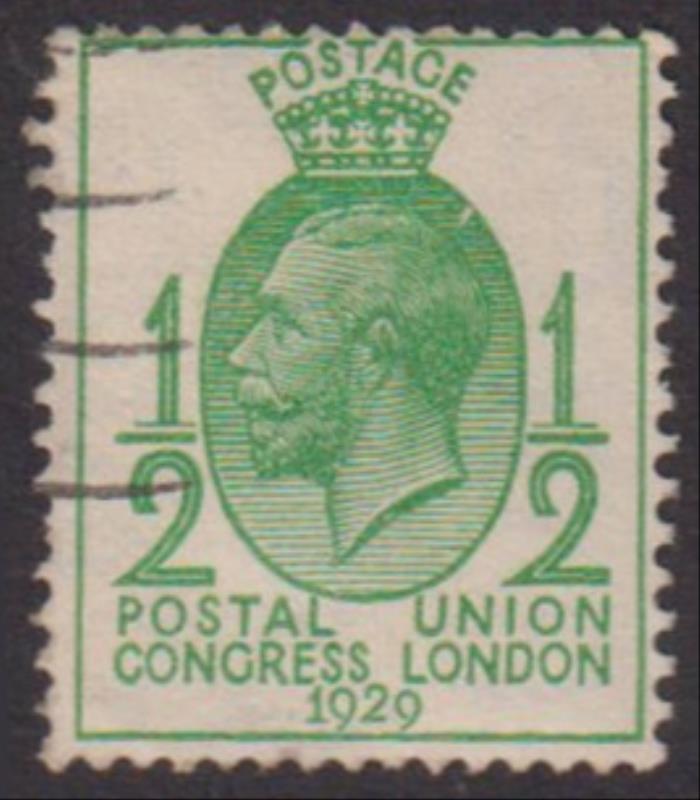 POSTAGE
1/2 1/2
POSTAL UNION
CONGRESS LONDON
1929